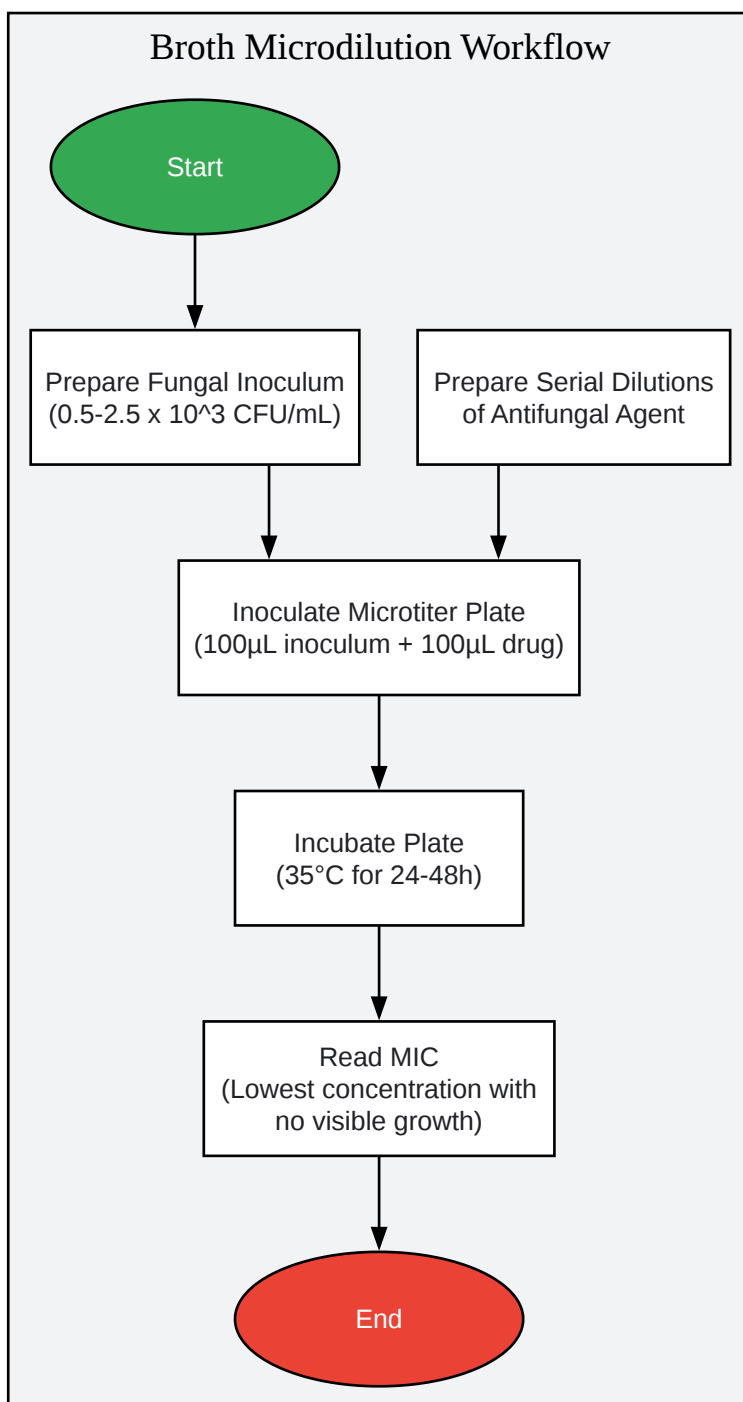 Broth Microdilution Workflow
Start
Prepare Fungal Inoculum
(0.5-2.5 x 10^3 CFU/mL)
Prepare Serial Dilutions
of Antifungal Agent
Inoculate Microtiter Plate
(100µL inoculum + 100µL drug)
Incubate Plate
(35°C for 24-48h)
Read MIC
(Lowest concentration with
no visible growth)
End